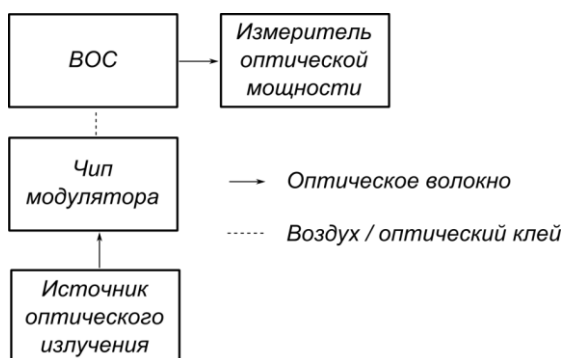 ВОС
Измеритель
оптической
мощности
Чип
модулятора
Оптическое волокно
Воздух / оптический клей
Источник
оптического
излучения